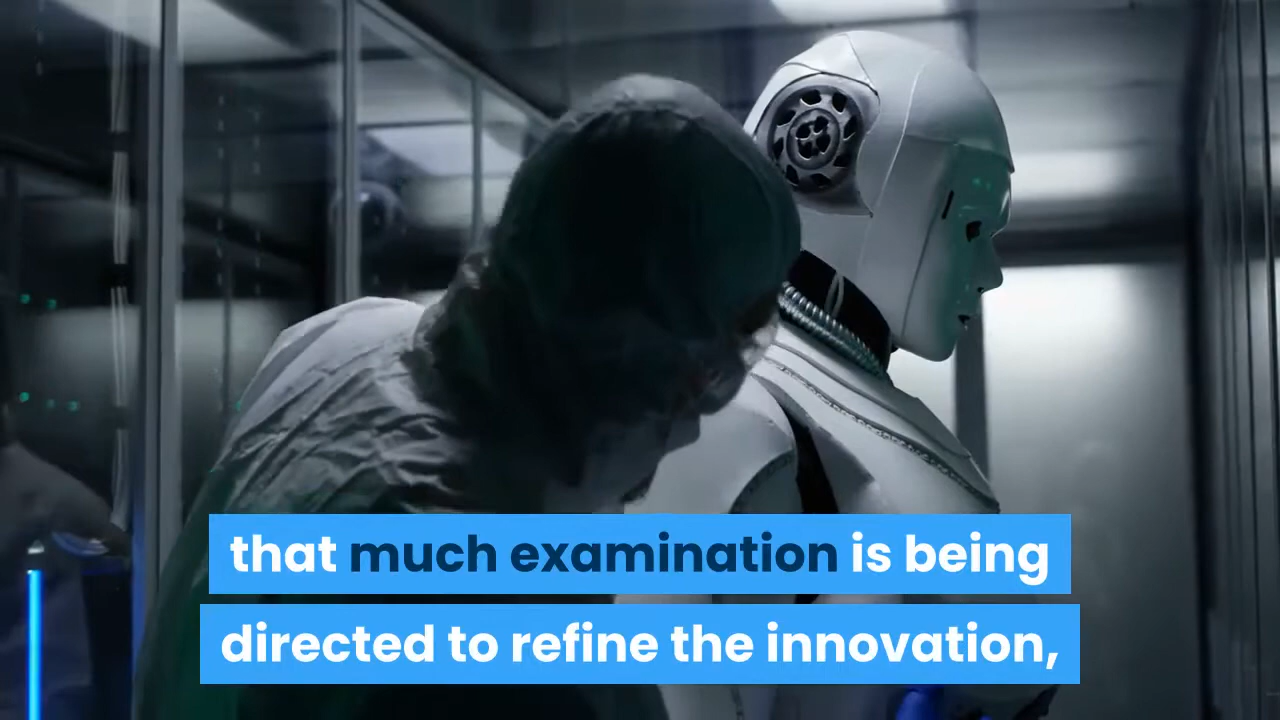 that much examination is being
directed to refine the innovation,